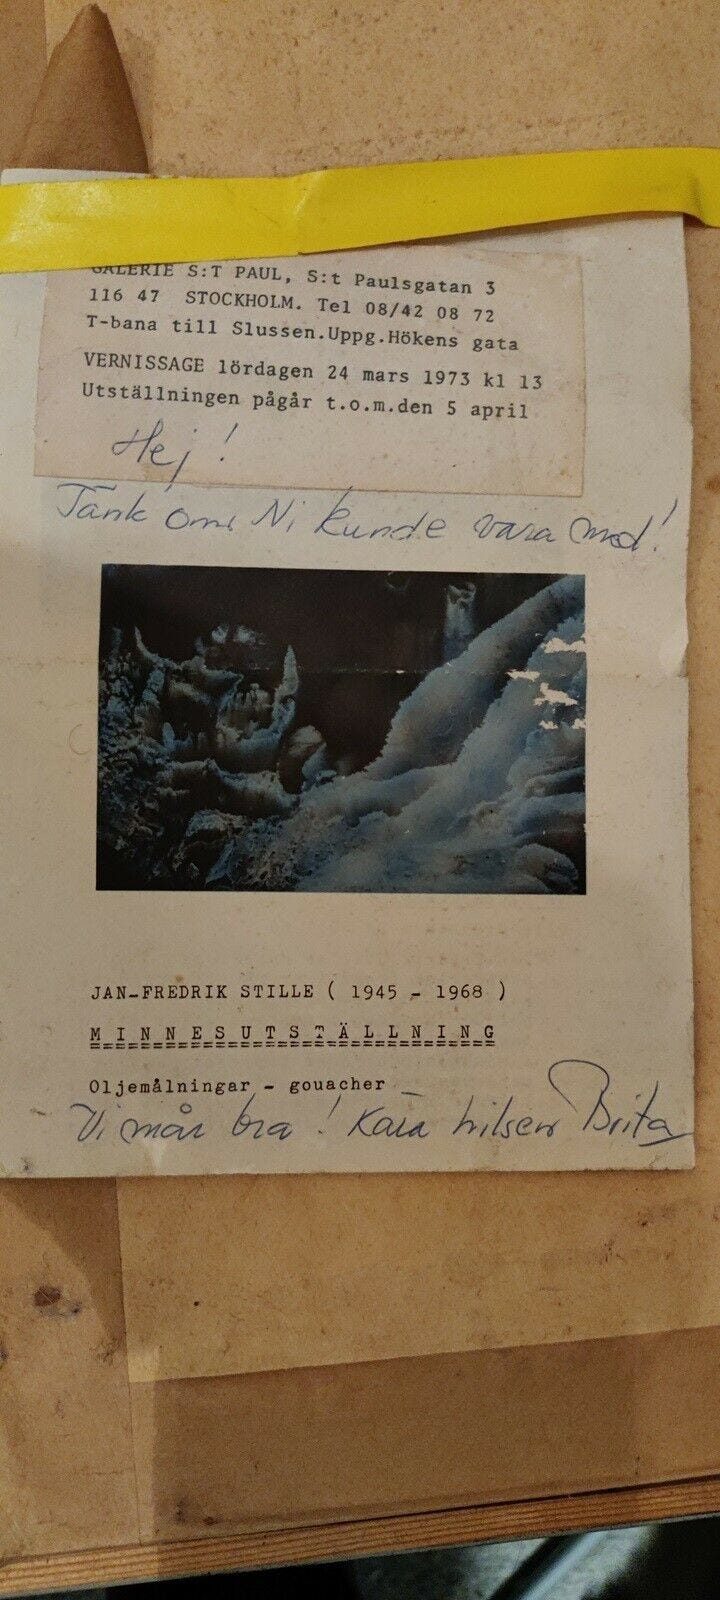 GALERIE S:T PAUL, S:t Paulsgatan 3
116 47 STOCKHOLM. Tel 08/42 08 72
T-bana till Slussen.Uppg.Hökens gata
VERNISSAGE lördagen 24 mars 1973 kl 13
Utställningen pågår t.o.m.den 5 april
Hej!
Tänk om Ni kunde vara med!
JAN-FREDRIK STILLE ( 1945 - 1968 )
MINNESUTSTÄLLNING
Oljemålningar - gouacher
Vi mår bra! Kära hilsen Brita